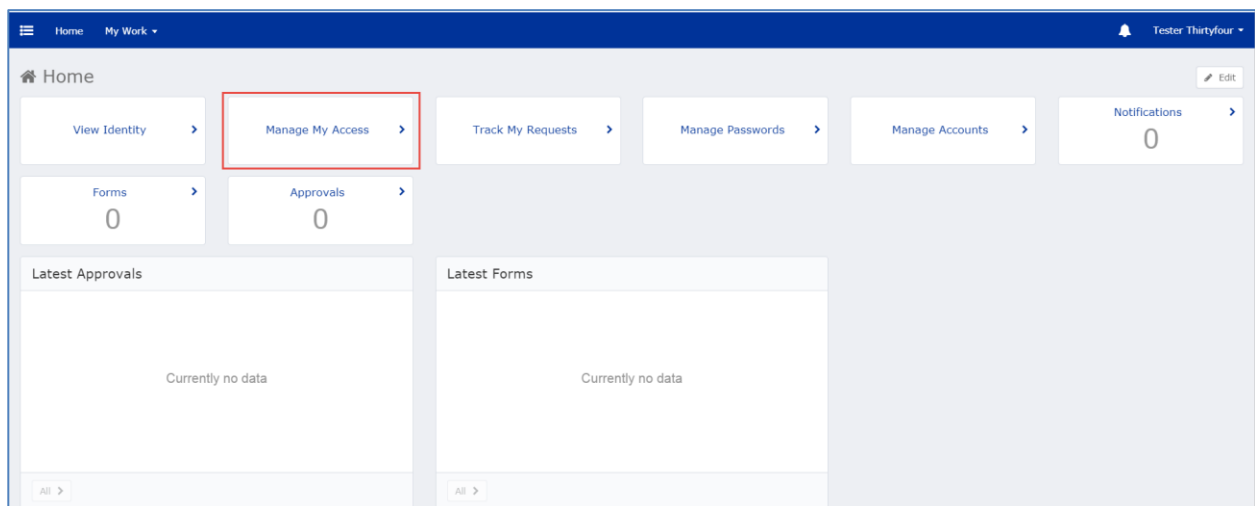 Home My Work Tester Thirtyfour
Home Edit
View Identity Manage My Access Track My Requests Manage Passwords Manage Accounts Notifications
0
Forms Approvals
0 0
Latest Approvals Latest Forms
Currently no data Currently no data
All All